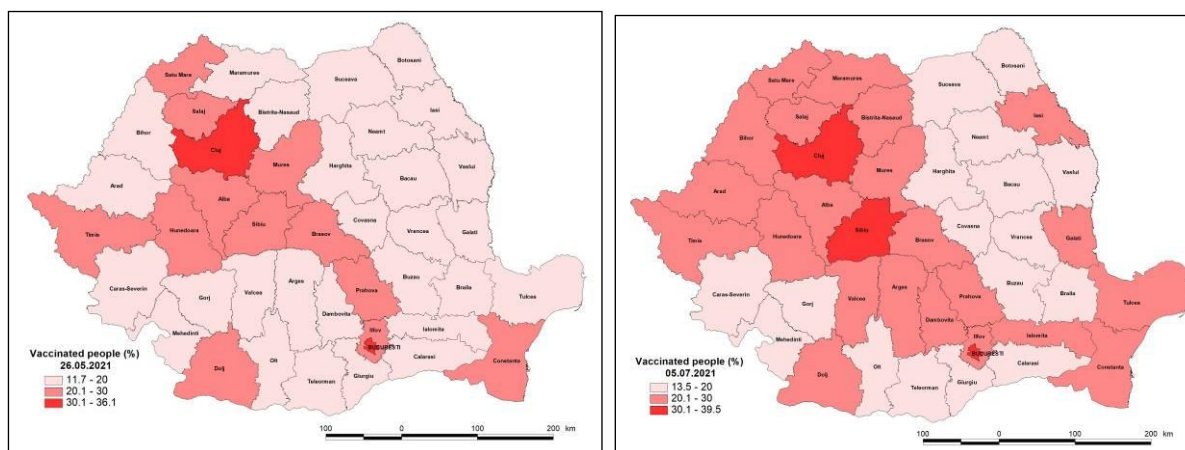 Botosani
Satu Mare
Maramures
Suceava
Salaj
Bistrita-Nasaud
Iasi
Bihor
Neamt
Cluj
Mures
Harghita
Vaslui
Bacau
Arad
Alba
Covasna
Vrancea
Galati
Timis
Hunedoara
Sibiu
Brasov
Caras-Severin
Gorj
Valcea
Arges
Prahova
Buzau
Braila
Tulcea
Dambovita
Mehedinti
Ilfov
Ialomita
BUCURESTI
Vaccinated people (%)
26.05.2021
11.7 - 20
20.1 - 30
30.1 - 36.1
Dolj
Olt
Teleorman
Giurgiu
Calarasi
Constanta
100 0 100 200 km
Botosani
Satu Mare
Maramures
Suceava
Salaj
Bistrita-Nasaud
Iasi
Bihor
Neamt
Cluj
Mures
Harghita
Vaslui
Bacau
Arad
Alba
Covasna
Vrancea
Galati
Timis
Hunedoara
Sibiu
Brasov
Caras-Severin
Gorj
Valcea
Arges
Prahova
Buzau
Braila
Tulcea
Dambovita
Mehedinti
Ilfov
Ialomita
BUCURESTI
Vaccinated people (%)
05.07.2021
13.5 - 20
20.1 - 30
30.1 - 39.5
Dolj
Olt
Teleorman
Giurgiu
Calarasi
Constanta
100 0 100 200 km